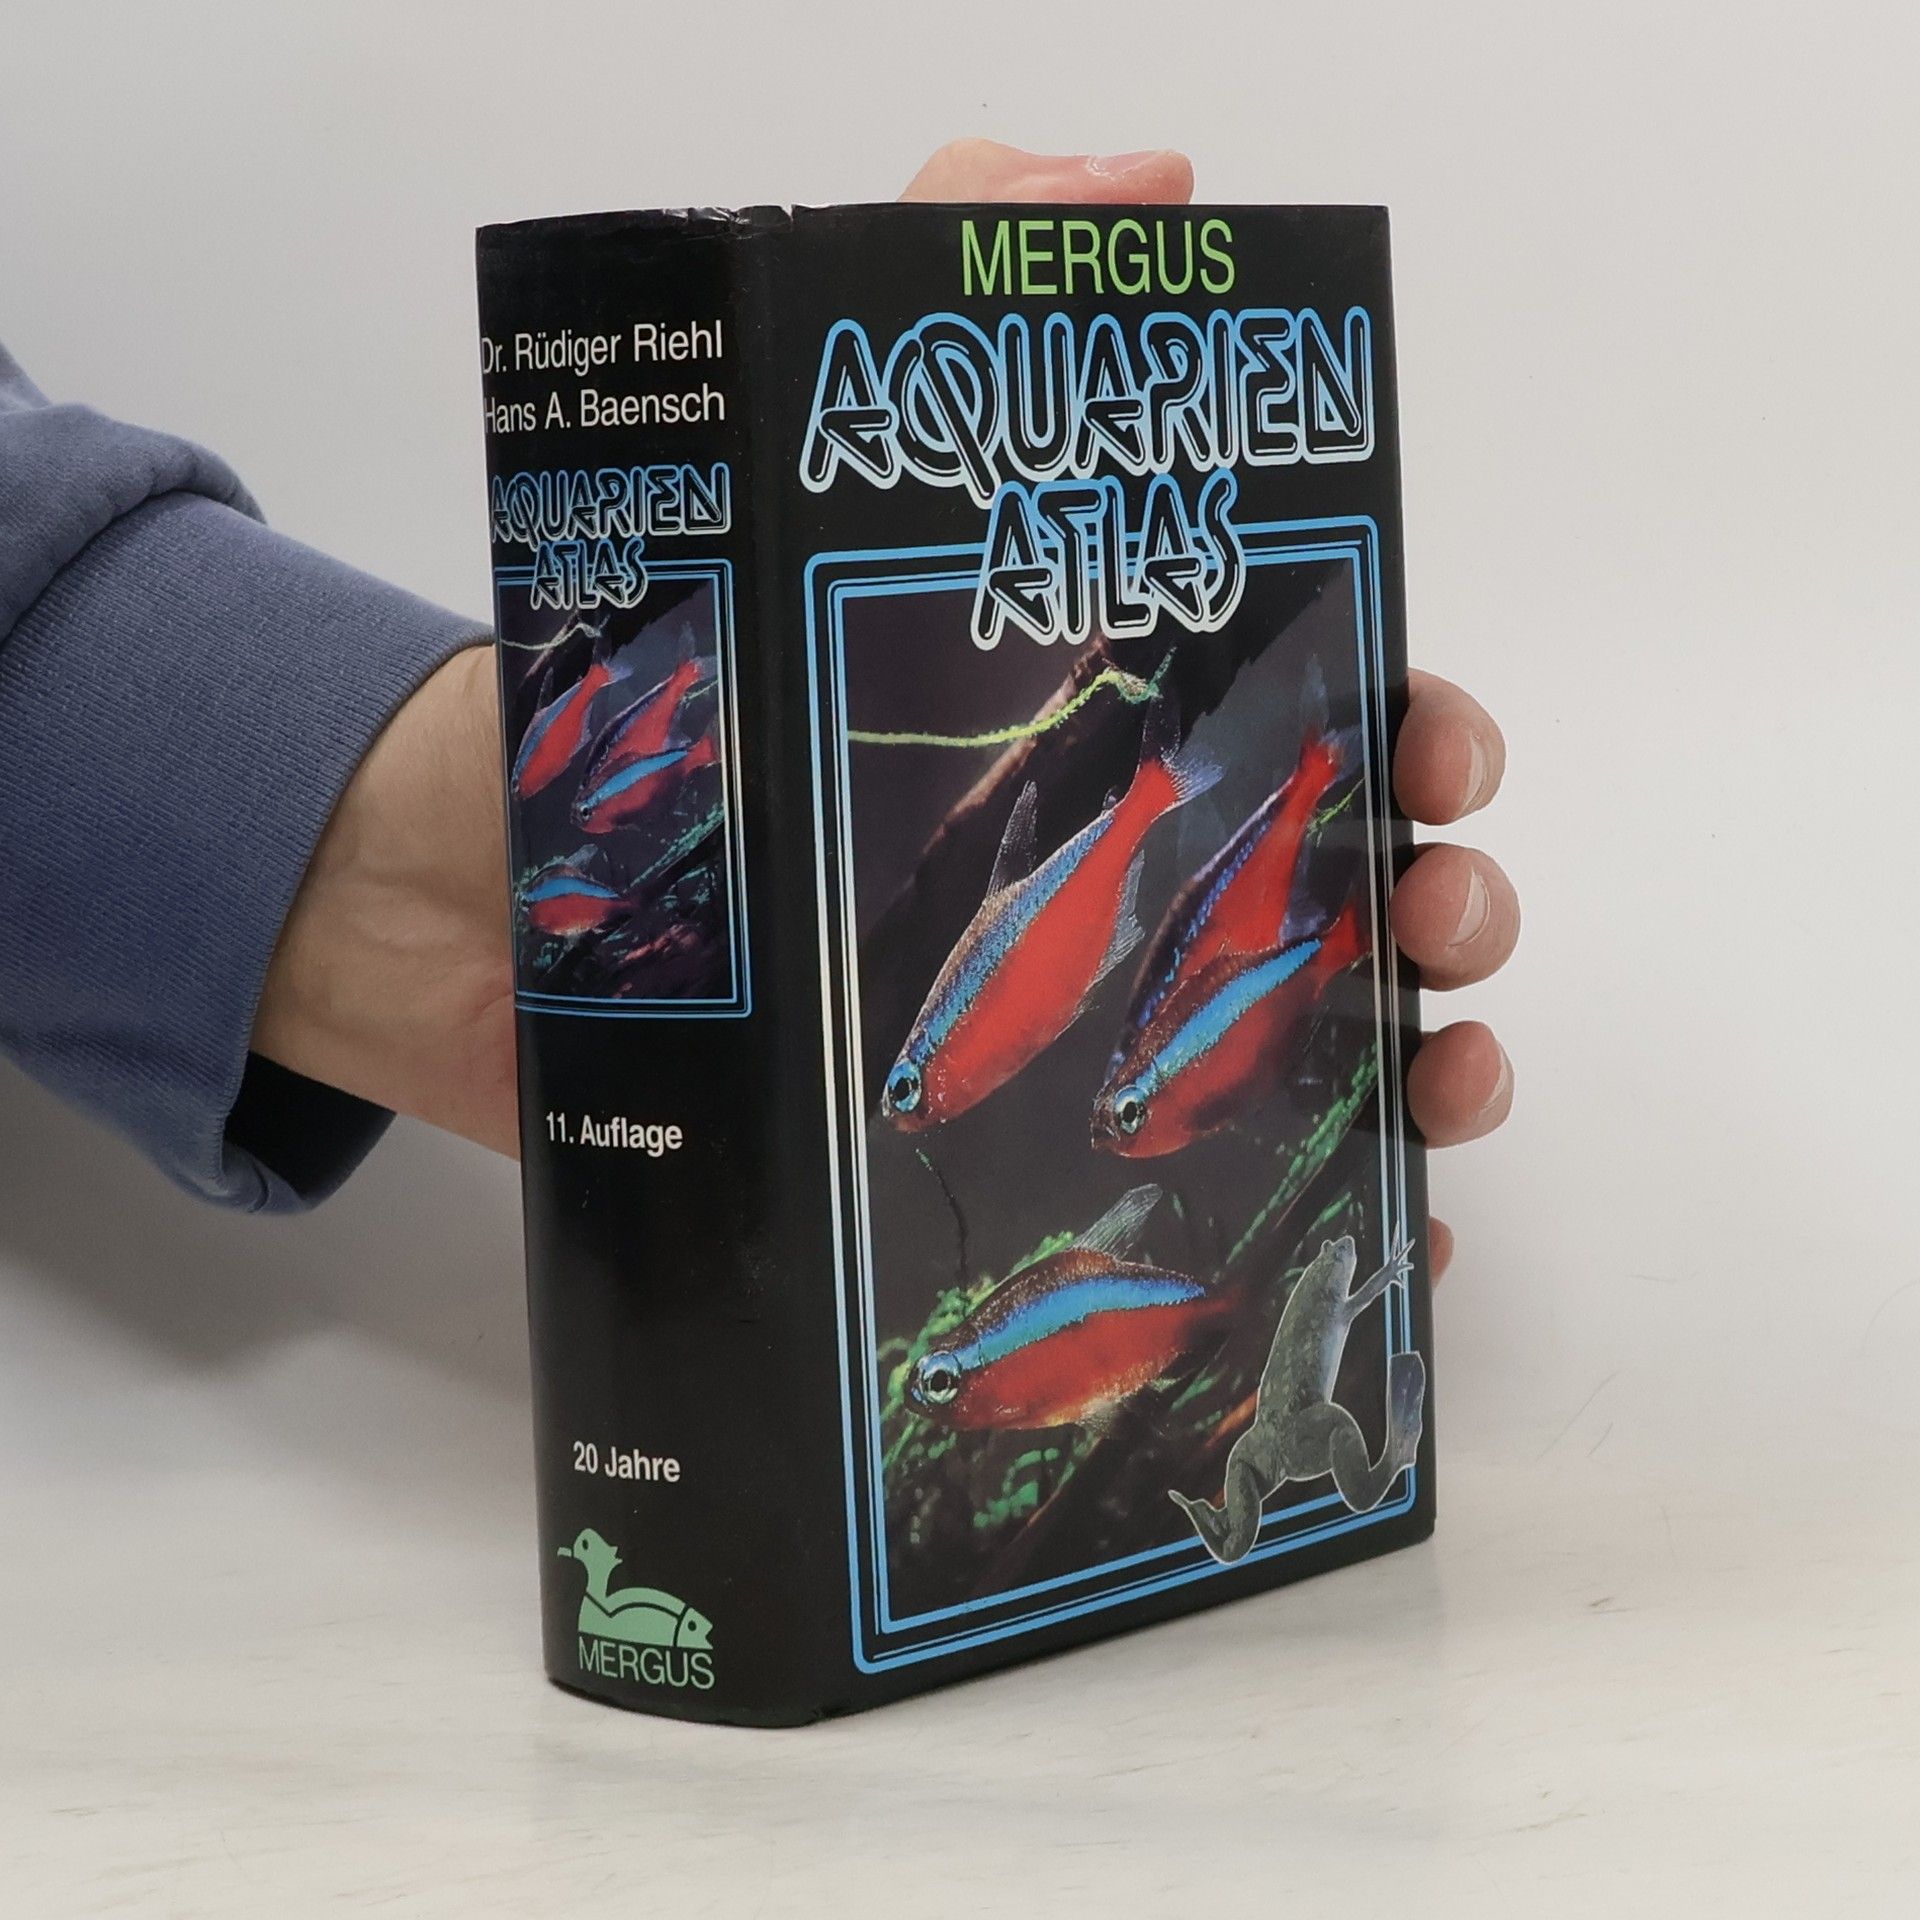 Dr. Rüdiger Riehl
Hans A. Baensch
AQUARIEN
ATLAS
11. Auflage
20 Jahre
MERGUS
MERGUS
AQUARIEN
ATLAS